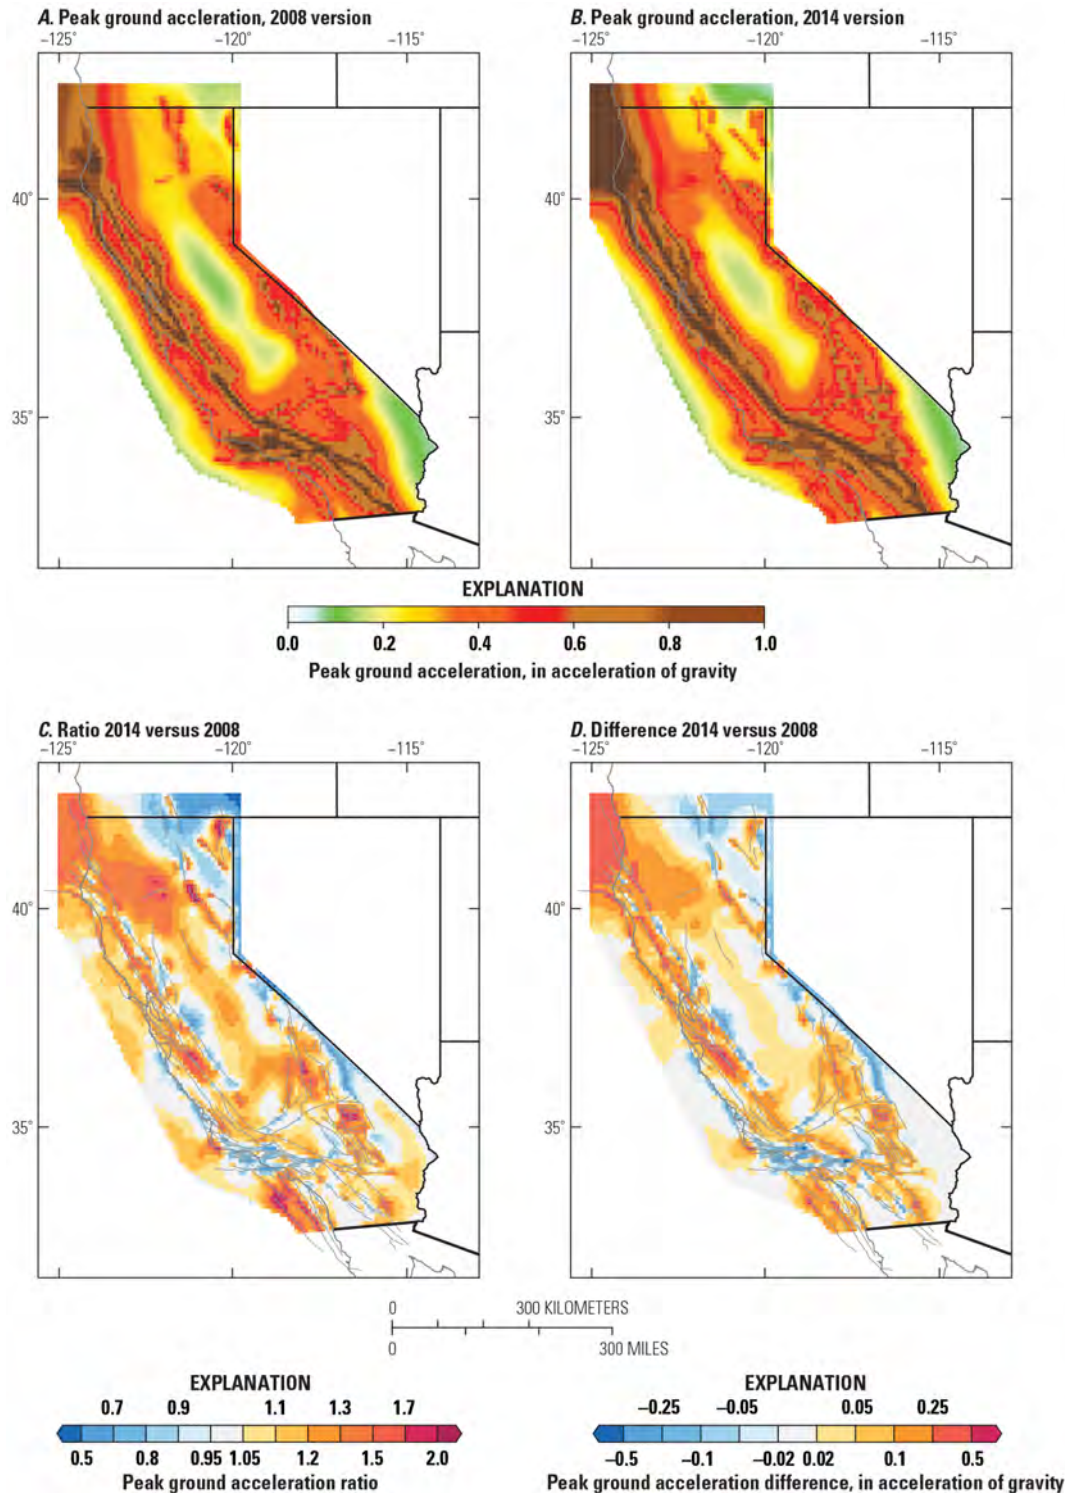 A. Peak ground accleration, 2008 version
B. Peak ground accleration, 2014 version
−125° −120° −115°
−125° −120° −115°
40°
40°
35°
35°
EXPLANATION
0.0 0.2 0.4 0.6 0.8 1.0
Peak ground acceleration, in acceleration of gravity
C. Ratio 2014 versus 2008
D. Difference 2014 versus 2008
−125° −120° −115°
−125° −120° −115°
40°
40°
35°
35°
0 300 KILOMETERS
0 300 MILES
EXPLANATION
0.7 0.9 1.1 1.3 1.7
0.5 0.8 0.95 1.05 1.2 1.5 2.0
Peak ground acceleration ratio
EXPLANATION
−0.25 −0.05 0.05 0.25
−0.5 −0.1 −0.02 0.02 0.1 0.5
Peak ground acceleration difference, in acceleration of gravity